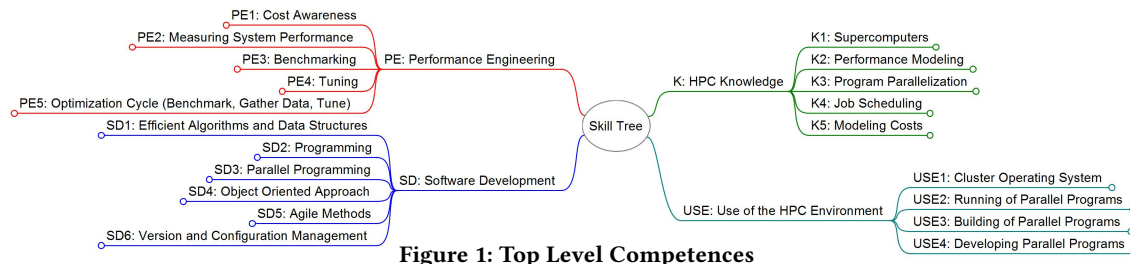 PE1: Cost Awareness
PE2: Measuring System Performance
PE3: Benchmarking
PE4: Tuning
PE5: Optimization Cycle (Benchmark, Gather Data, Tune)
PE: Performance Engineering
SD1: Efficient Algorithms and Data Structures
SD2: Programming
SD3: Parallel Programming
SD4: Object Oriented Approach
SD5: Agile Methods
SD6: Version and Configuration Management
SD: Software Development
Skill Tree
K: HPC Knowledge
K1: Supercomputers
K2: Performance Modeling
K3: Program Parallelization
K4: Job Scheduling
K5: Modeling Costs
USE: Use of the HPC Environment
USE1: Cluster Operating System
USE2: Running of Parallel Programs
USE3: Building of Parallel Programs
USE4: Developing Parallel Programs
Figure 1: Top Level Competences